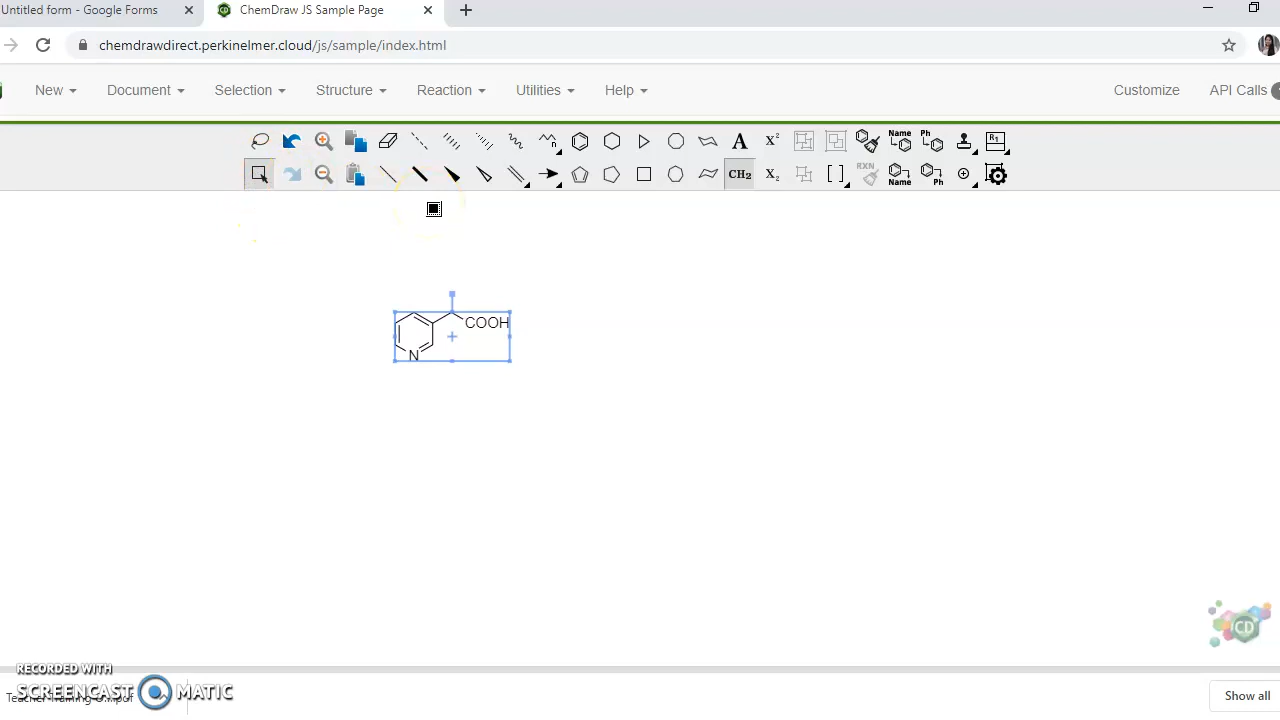 Untitled form - Google Forms
ChemDraw JS Sample Page
chemdrawdirect.perkinelmer.cloud/js/sample/index.html
New Document Selection Structure Reaction Utilities Help Customize API Calls
A X² Name Ph R1
CH₂ X₂ [ ] RXN Name Ph
COOH
N
CD
RECORDED WITH
SCREENCAST MATIC
Show all